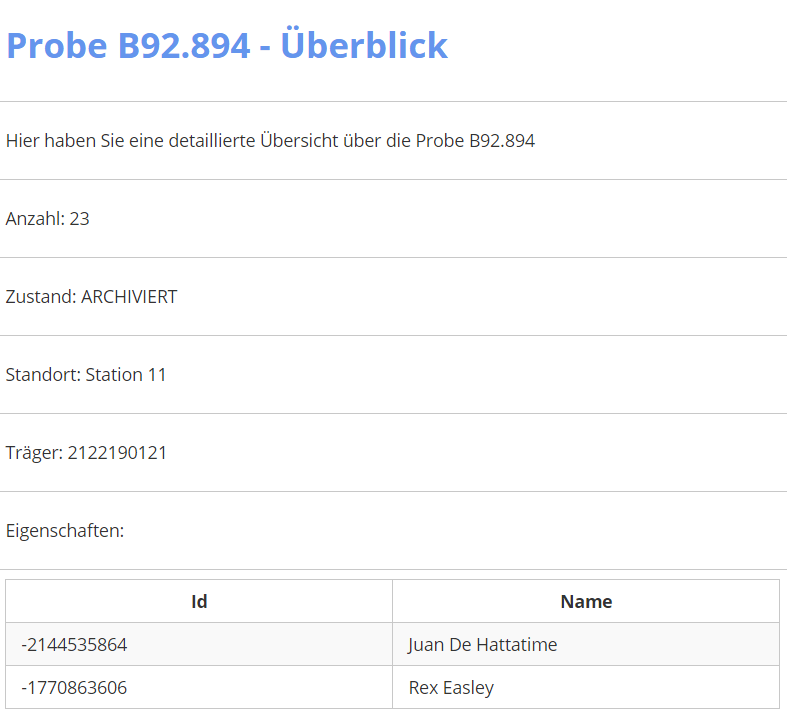 Probe B92.894 - Überblick
Hier haben Sie eine detaillierte Übersicht über die Probe B92.894
Anzahl: 23
Zustand: ARCHIVIERT
Standort: Station 11
Träger: 2122190121
Eigenschaften:
Id Name
-2144535864 Juan De Hattatime
-1770863606 Rex Easley